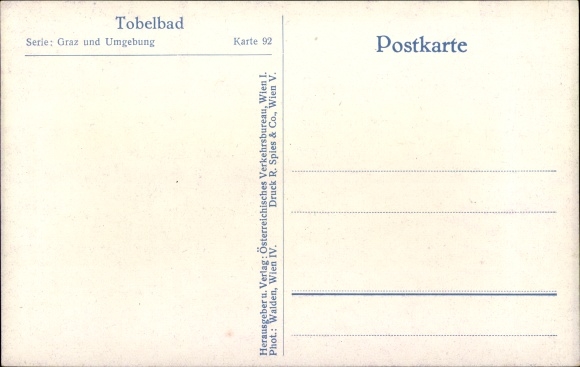 Tobelbad
Serie: Graz und Umgebung Karte 92
Postkarte
Herausgeber u. Verlag: Österreichisches Verkehrsbureau, Wien I.
Phot.: Walden, Wien IV. Druck R. Spies & Co., Wien V.